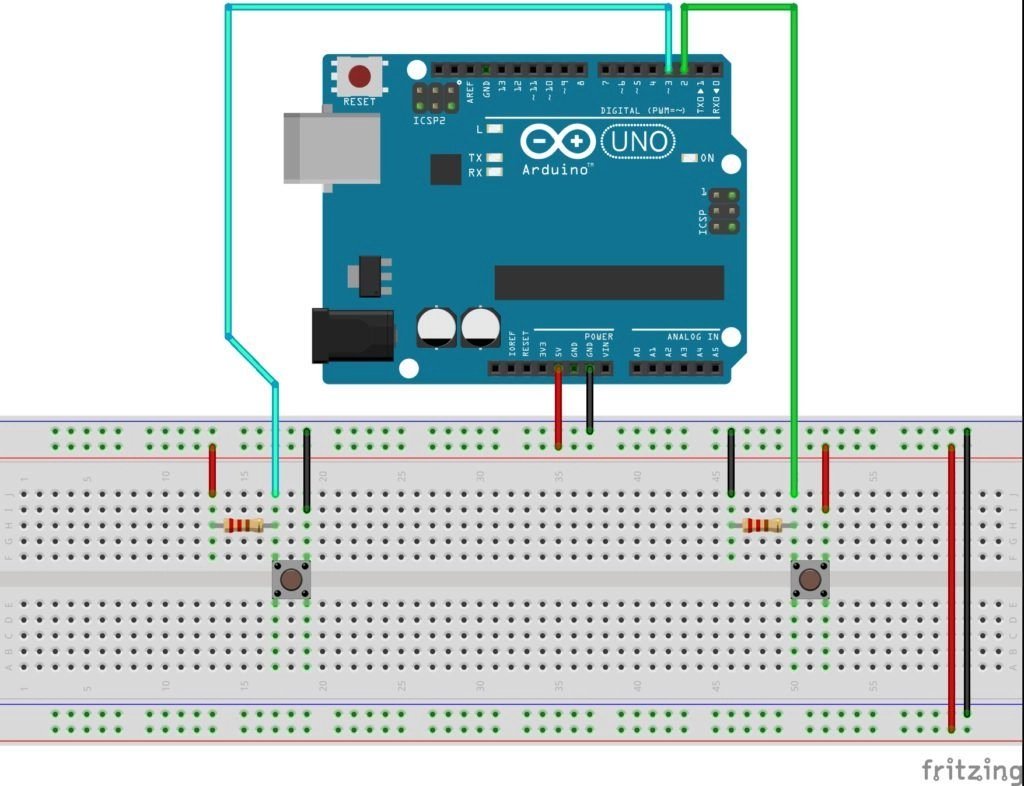 RESET
ICSP2
AREF
GND
13
12
~11
~10
~9
8
7
~6
~5
4
~3
2
TX0▶1
RX0◀0
DIGITAL (PWM=~)
L
TX
RX
UNO
Arduino™
ON
1
ICSP
POWER
ANALOG IN
IOREF
RESET
3V3
5V
GND
GND
VIN
A0
A1
A2
A3
A4
A5
1
5
10
15
20
25
30
35
40
45
50
55
J
I
H
G
F
J
I
H
G
F
E
D
C
B
A
E
D
C
B
A
1
5
10
15
20
25
30
35
40
45
50
55
fritzing